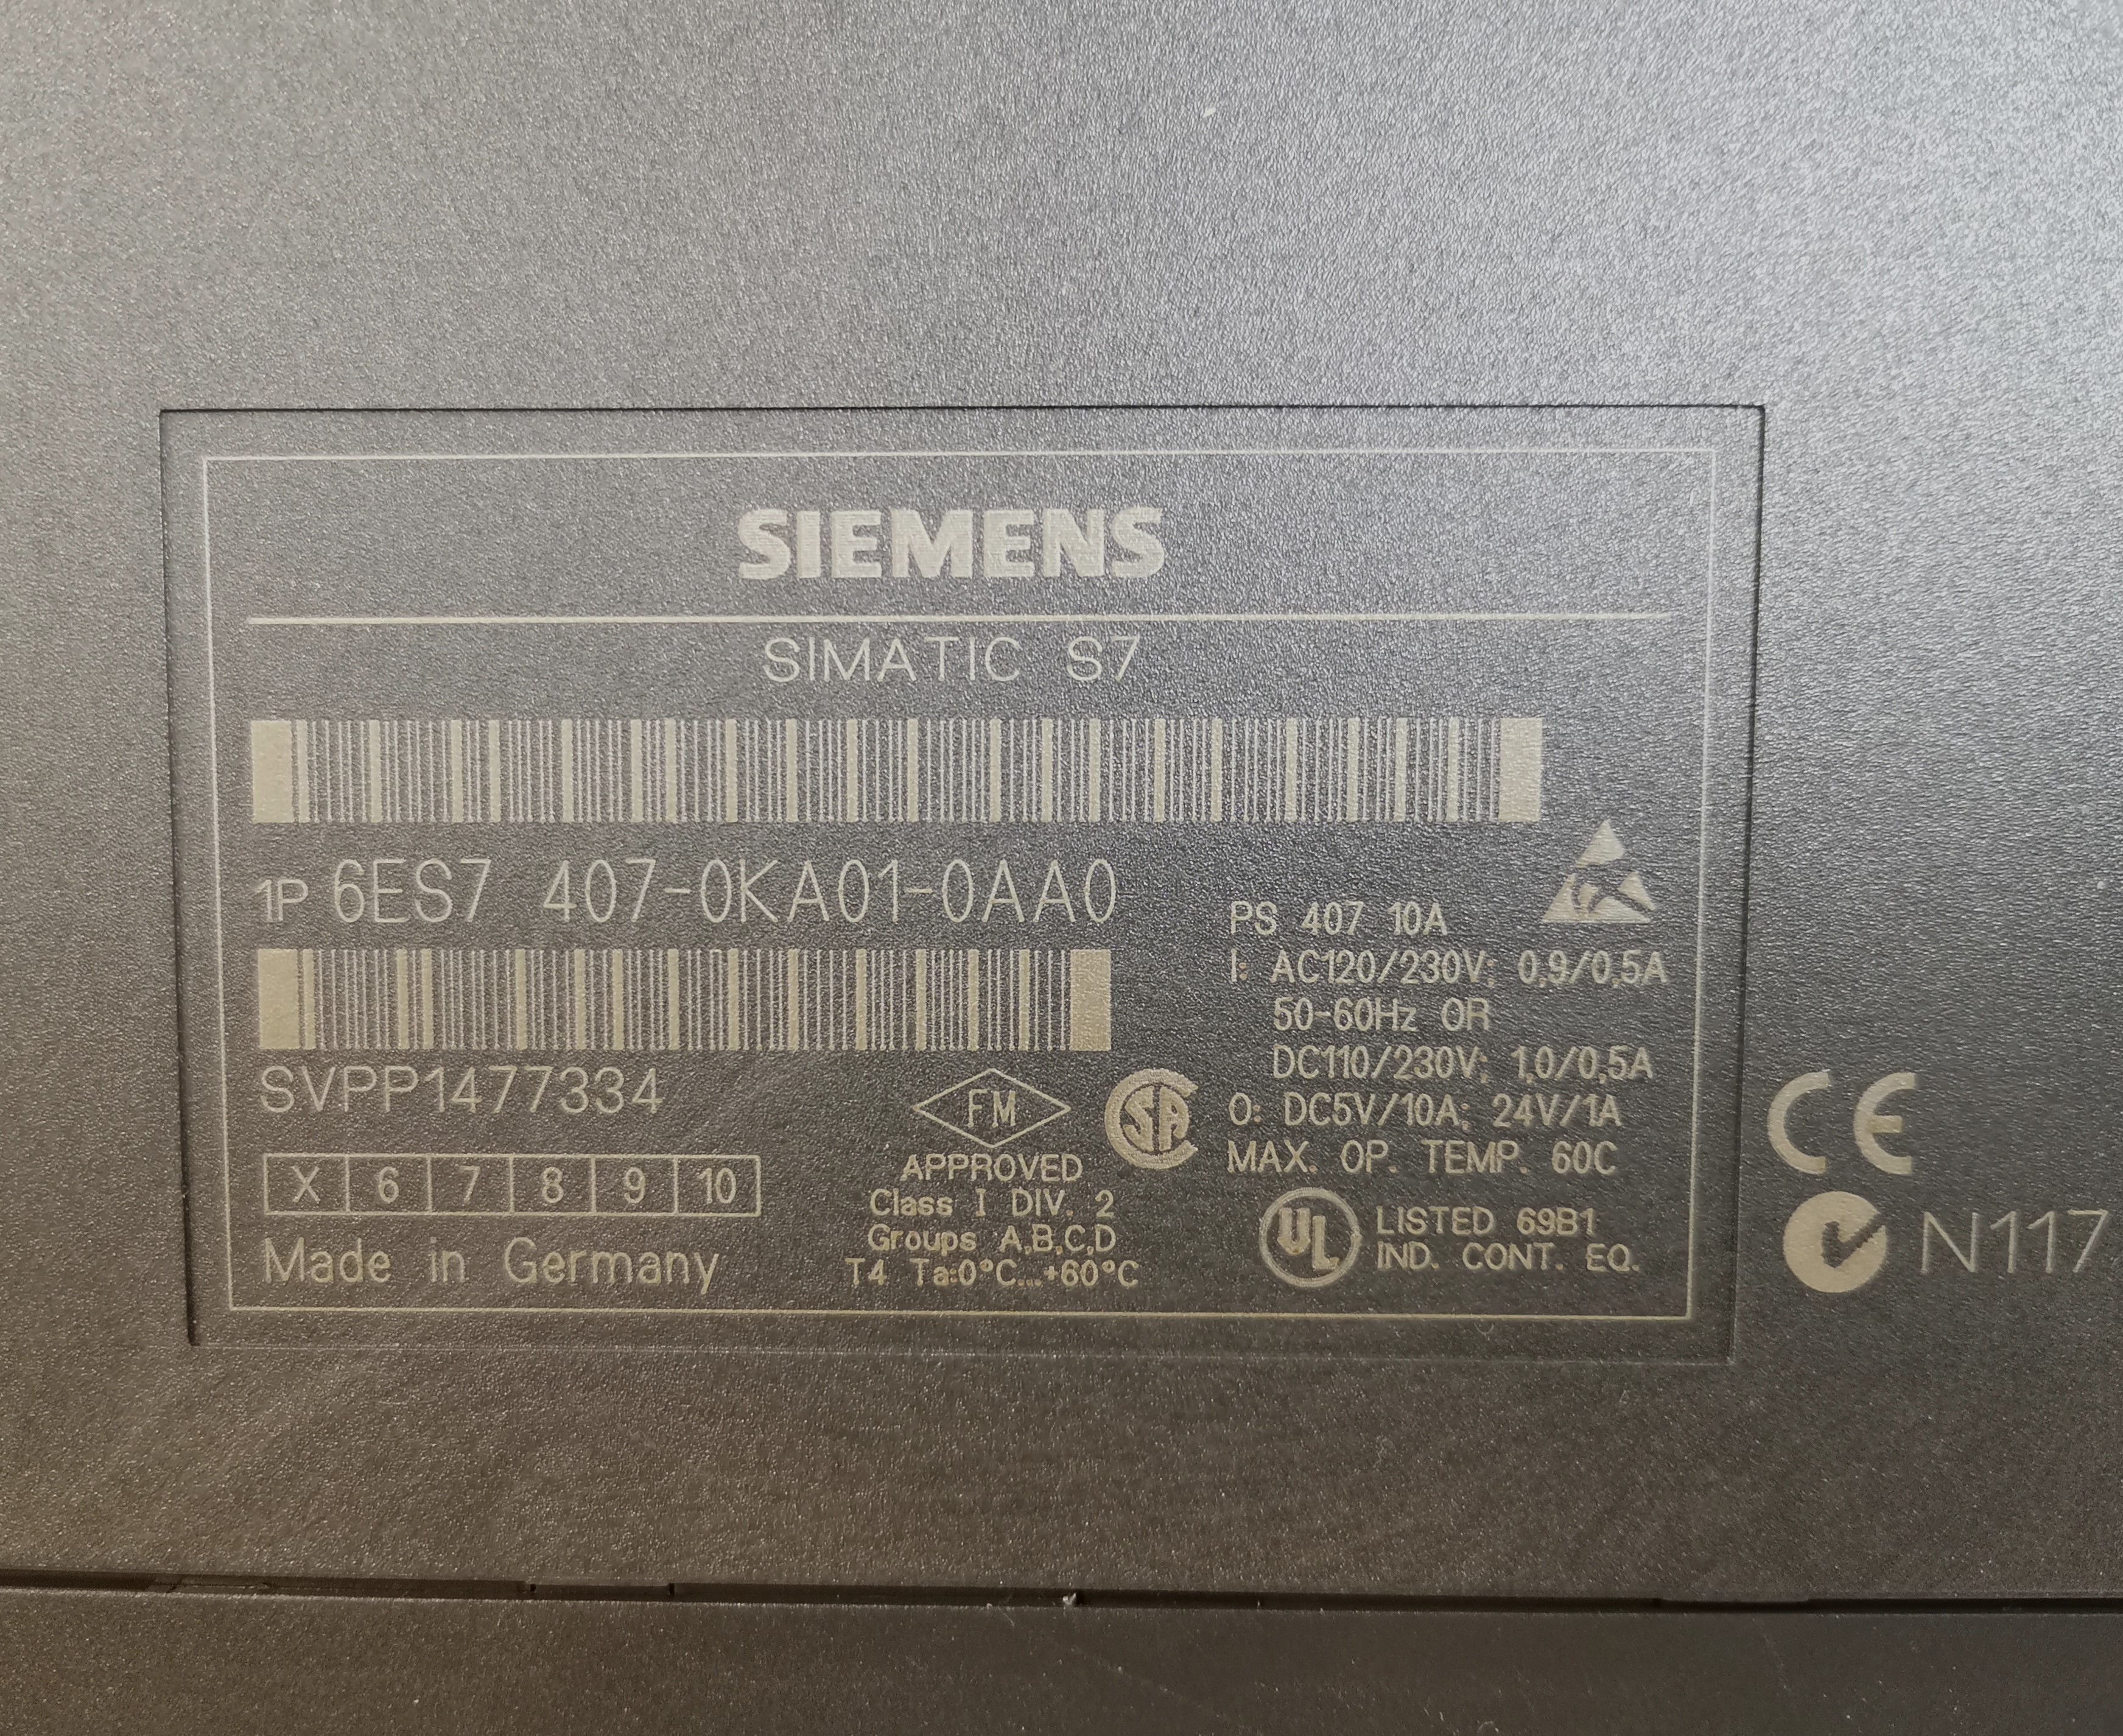 SIEMENS
SIMATIC S7
1P 6ES7 407-0KA01-0AA0
SVPP1477334
X 6 7 8 9 10
Made in Germany
FM
APPROVED
Class I DIV. 2
Groups A,B,C,D
T4 Ta:0°C...+60°C
SA
PS 407 10A
I: AC120/230V; 0,9/0,5A
50-60Hz OR
DC110/230V; 1,0/0,5A
O: DC5V/10A; 24V/1A
MAX. OP. TEMP. 60C
UL LISTED 69B1
IND. CONT. EQ.
CE
N117